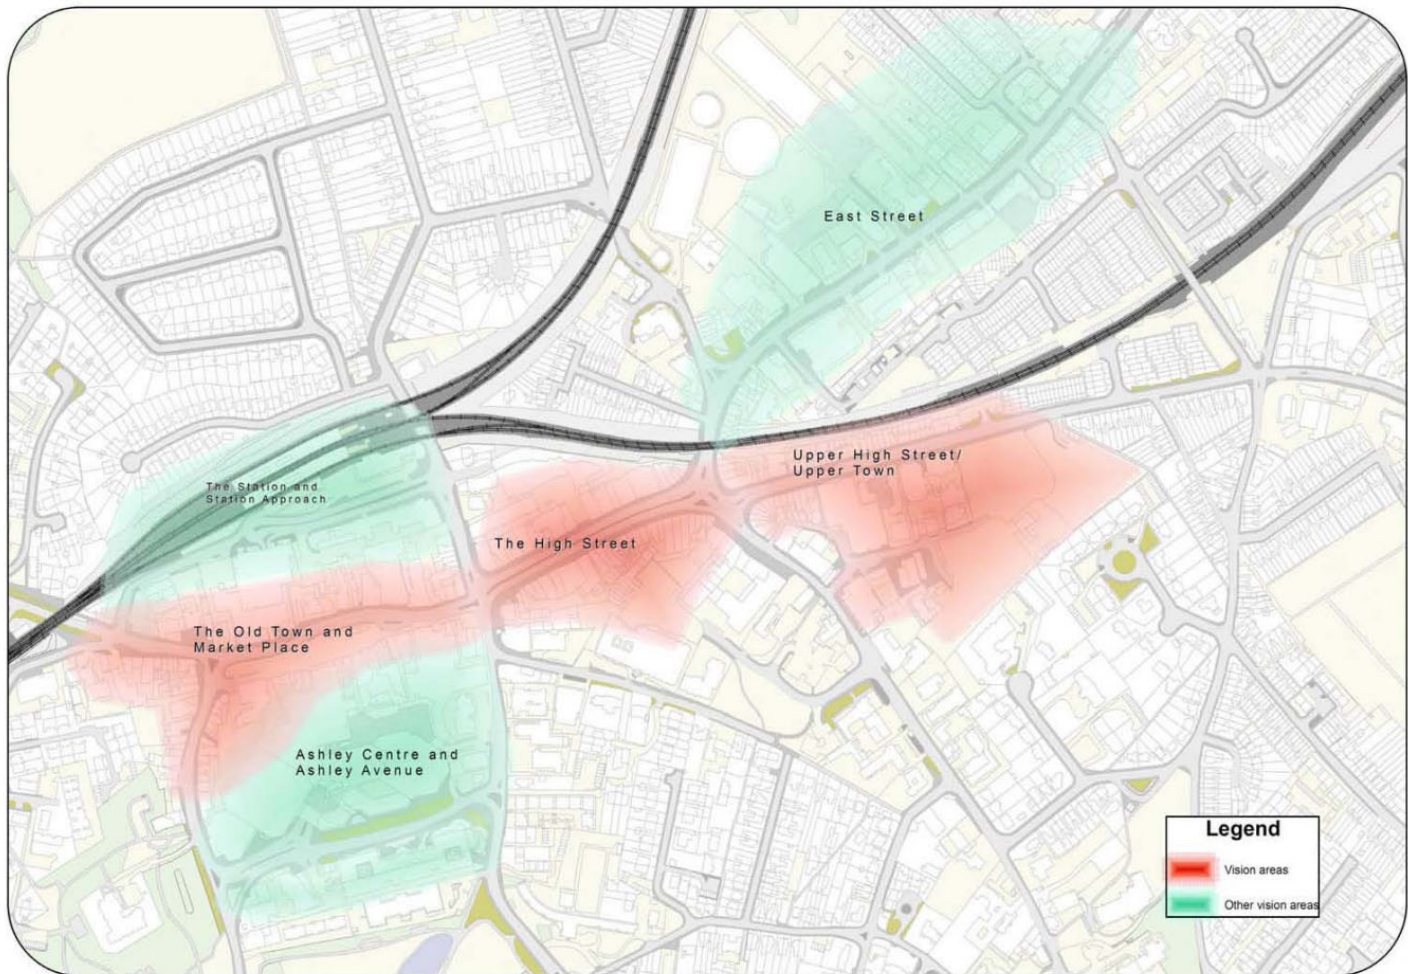 East Street
Upper High Street/
Upper Town
The Station and
Station Approach
The High Street
The Old Town and
Market Place
Ashley Centre and
Ashley Avenue
Legend
Vision areas
Other vision areas